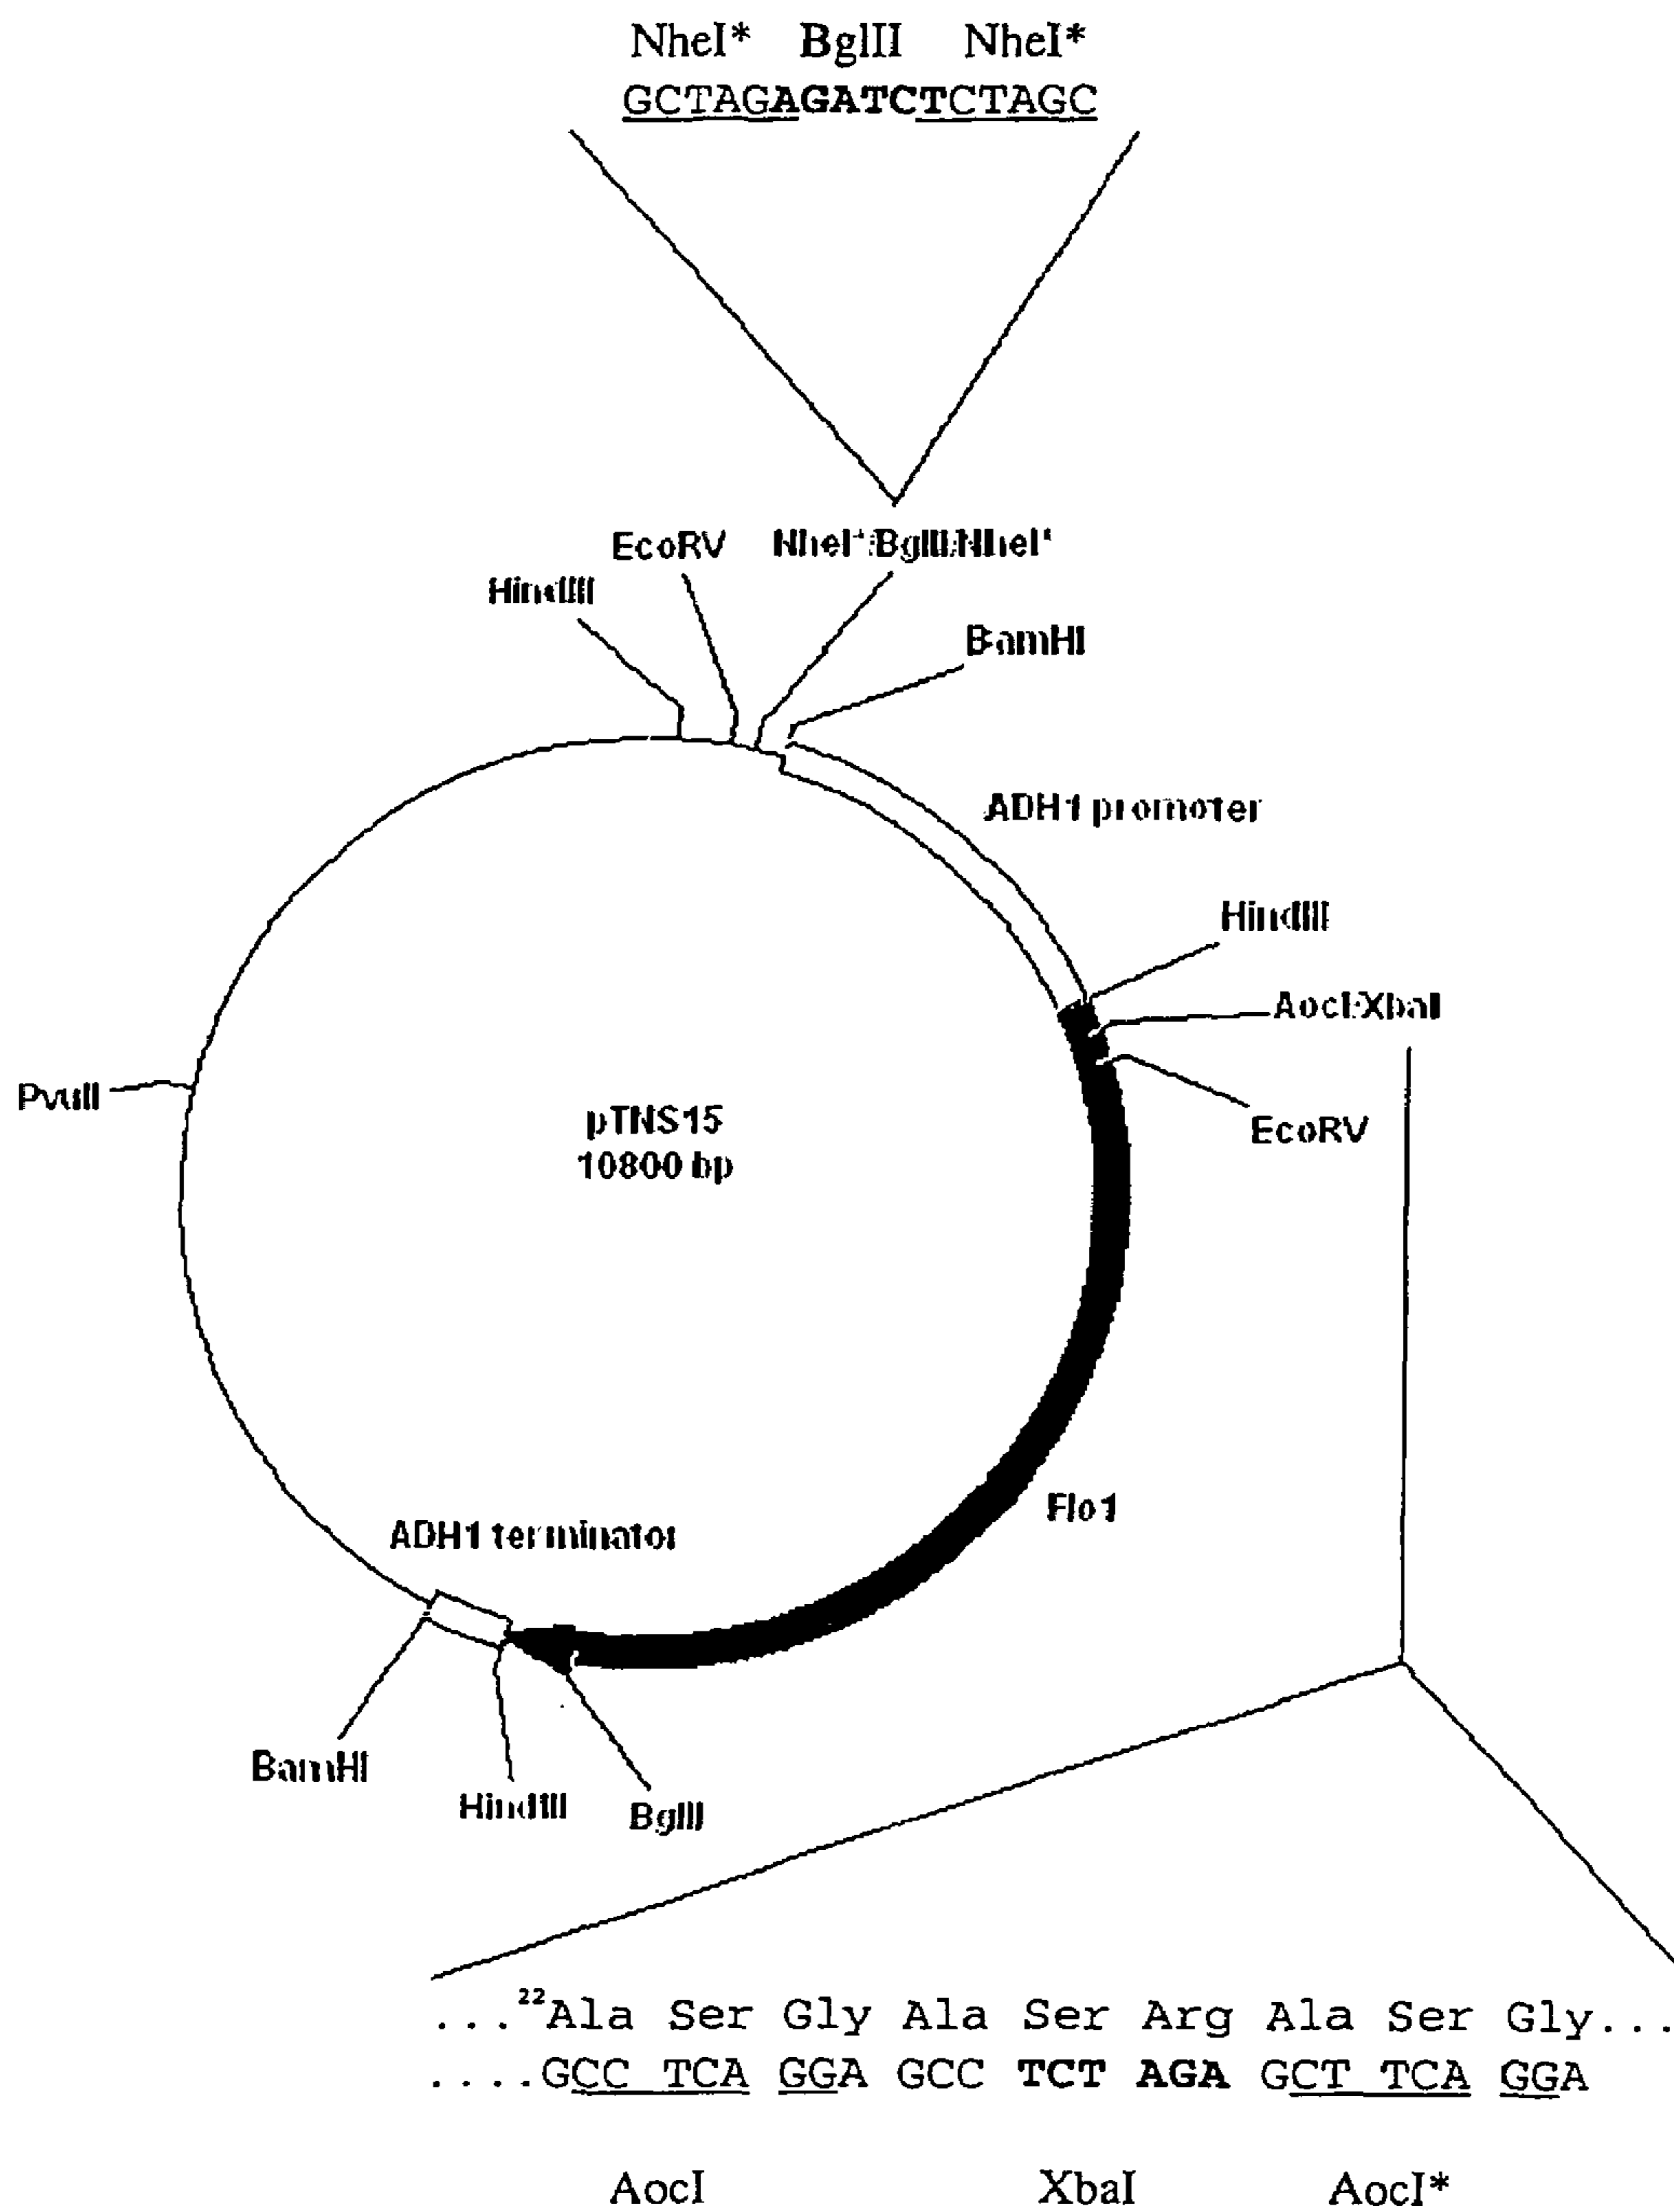 NheI* BglII NheI*
GCTAGAGATCTCTAGC
EcoRV NheI*:BglII:NheI*
HindIII
BamHI
ADH1 promoter
HindIII
AocI:XbaI
PvuII
pTNS15
10800 bp
EcoRV
Flo1
ADH1 terminator
BamHI
HindIII
BglII
...²²Ala Ser Gly Ala Ser Arg Ala Ser Gly...
....GCC TCA GGA GCC TCT AGA GCT TCA GGA
AocI XbaI AocI*